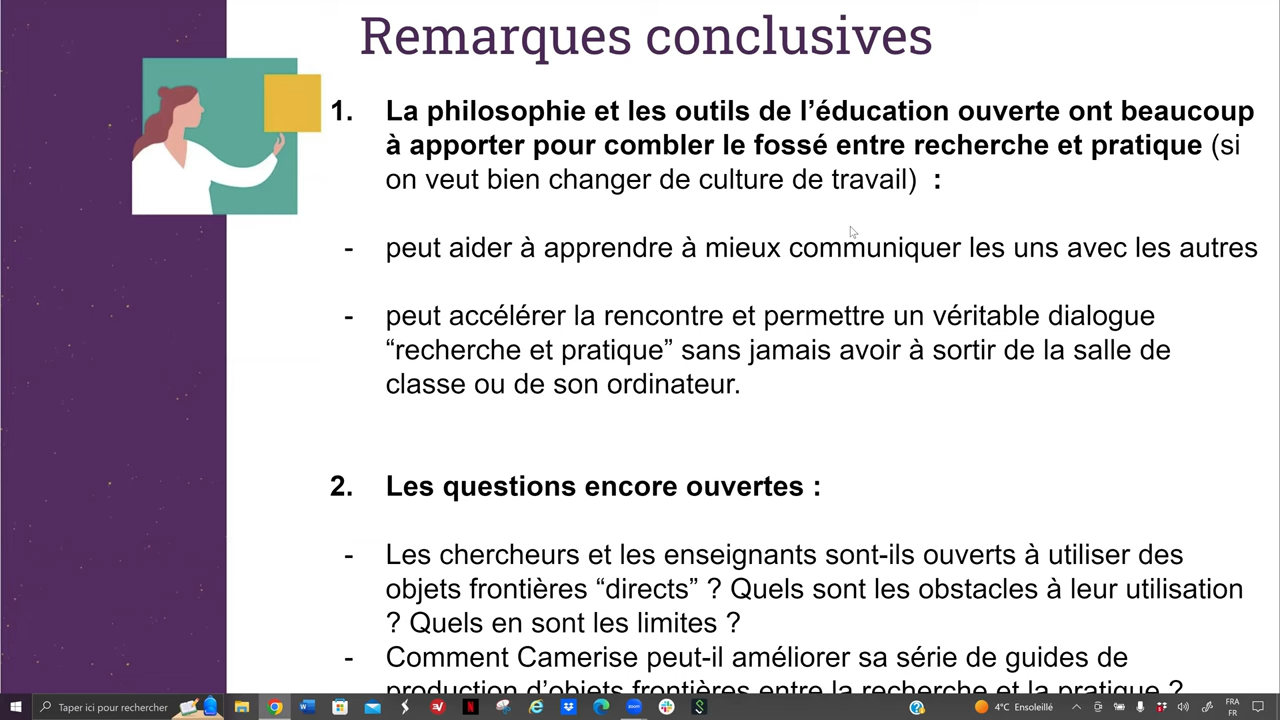 Remarques conclusives
1. La philosophie et les outils de l’éducation ouverte ont beaucoup
à apporter pour combler le fossé entre recherche et pratique (si
on veut bien changer de culture de travail) :
- peut aider à apprendre à mieux communiquer les uns avec les autres
- peut accélérer la rencontre et permettre un véritable dialogue
“recherche et pratique” sans jamais avoir à sortir de la salle de
classe ou de son ordinateur.
2. Les questions encore ouvertes :
- Les chercheurs et les enseignants sont-ils ouverts à utiliser des
objets frontières “directs” ? Quels sont les obstacles à leur utilisation
? Quels en sont les limites ?
- Comment Camerise peut-il améliorer sa série de guides de
production d’objets frontières entre la recherche et la pratique ?
Taper ici pour rechercher
4°C Ensoleillé
FRA
FR